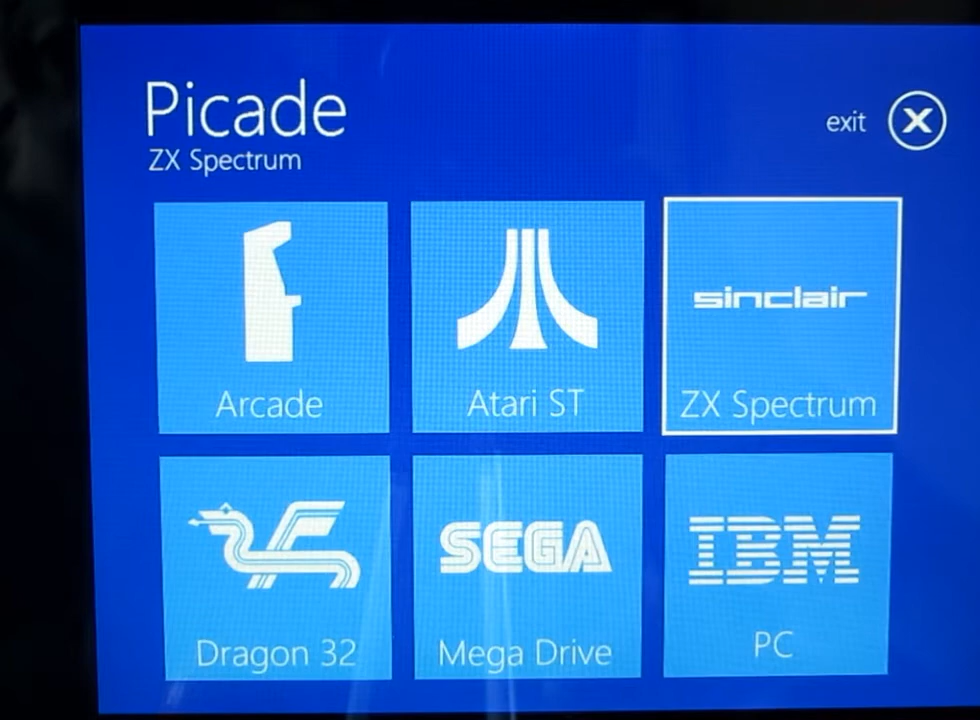 Picade
ZX Spectrum
exit X
sinclair
Arcade
Atari ST
ZX Spectrum
SEGA
IBM
Dragon 32
Mega Drive
PC